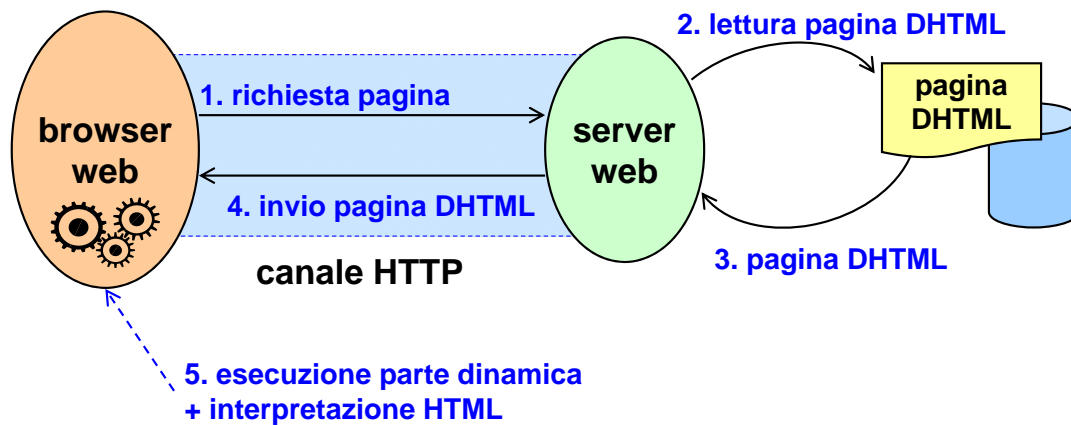 2. lettura pagina DHTML
1. richiesta pagina
pagina
DHTML
browser
web
server
web
4. invio pagina DHTML
3. pagina DHTML
canale HTTP
5. esecuzione parte dinamica
+ interpretazione HTML